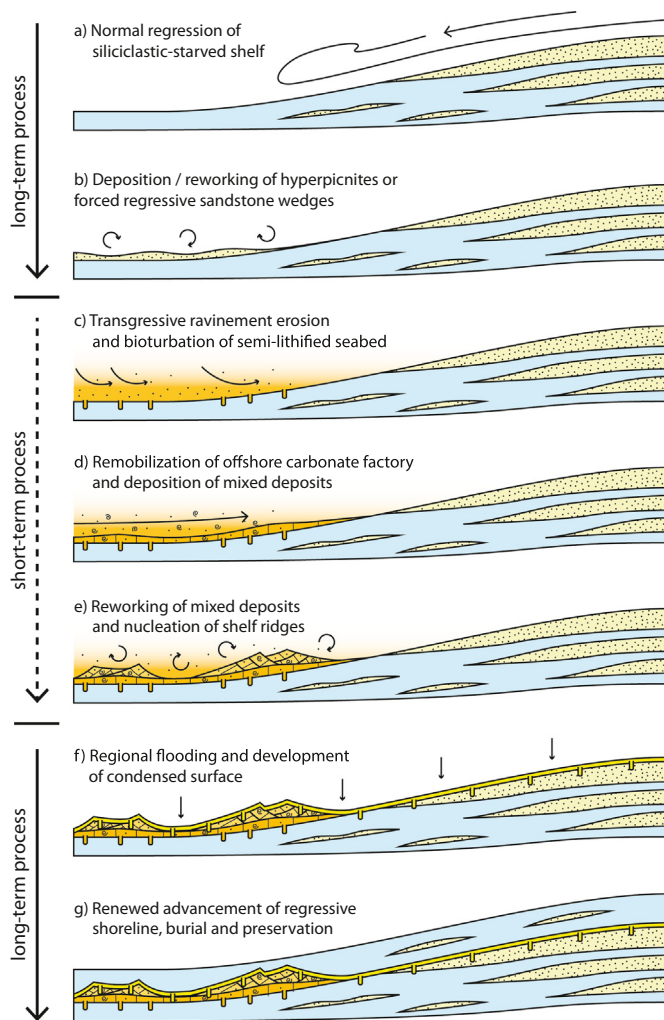 a) Normal regression of
siliciclastic-starved shelf
long-term process
b) Deposition / reworking of hyperpicnites or
forced regressive sandstone wedges
c) Transgressive ravinement erosion
and bioturbation of semi-lithified seabed
d) Remobilization of offshore carbonate factory
and deposition of mixed deposits
short-term process
e) Reworking of mixed deposits
and nucleation of shelf ridges
f) Regional flooding and development
of condensed surface
long-term process
g) Renewed advancement of regressive
shoreline, burial and preservation